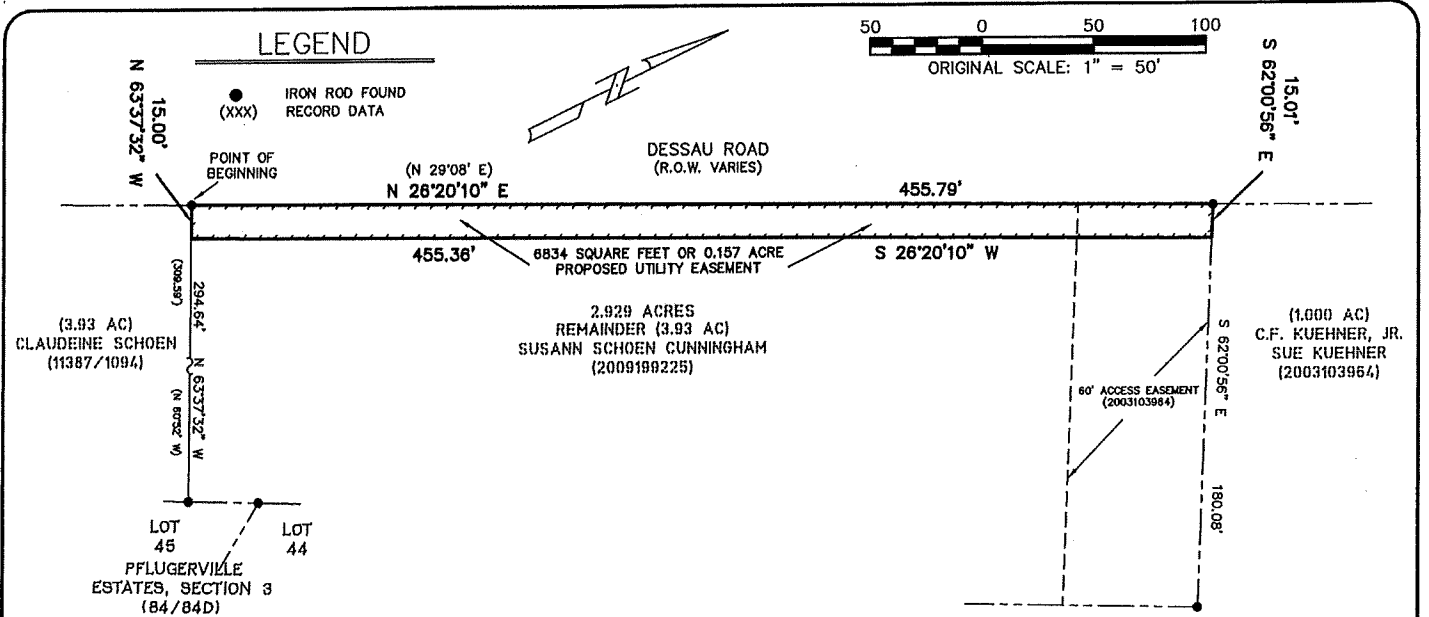 LEGEND
IRON ROD FOUND
(XXX) RECORD DATA
50 0 50 100
ORIGINAL SCALE: 1" = 50'
N 63°37'32" W
15.00'
15.01'
S 62°00'56" E
POINT OF
BEGINNING
DESSAU ROAD
(R.O.W. VARIES)
(N 29°08' E)
N 26°20'10" E
455.79'
455.36'
6834 SQUARE FEET OR 0.157 ACRE
PROPOSED UTILITY EASEMENT
S 26°20'10" W
(309.59')
294.64'
N 63°37'32" W
(N 60°52' W)
(3.93 AC)
CLAUDEINE SCHOEN
(11387/1094)
2.929 ACRES
REMAINDER (3.93 AC)
SUSANN SCHOEN CUNNINGHAM
(2009199225)
60' ACCESS EASEMENT
(2003103964)
S 62°00'56" E
180.08'
(1.000 AC)
C.F. KUEHNER, JR.
SUE KUEHNER
(2003103964)
LOT
45
LOT
44
PFLUGERVILLE
ESTATES, SECTION 3
(84/84D)